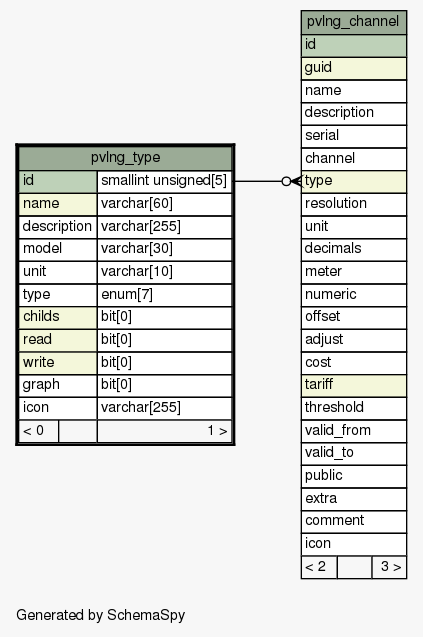 pvlng_type
id smallint unsigned[5]
name varchar[60]
description varchar[255]
model varchar[30]
unit varchar[10]
type enum[7]
childs bit[0]
read bit[0]
write bit[0]
graph bit[0]
icon varchar[255]
< 0 1 >
pvlng_channel
id
guid
name
description
serial
channel
type
resolution
unit
decimals
meter
numeric
offset
adjust
cost
tariff
threshold
valid_from
valid_to
public
extra
comment
icon
< 2 3 >
Generated by SchemaSpy